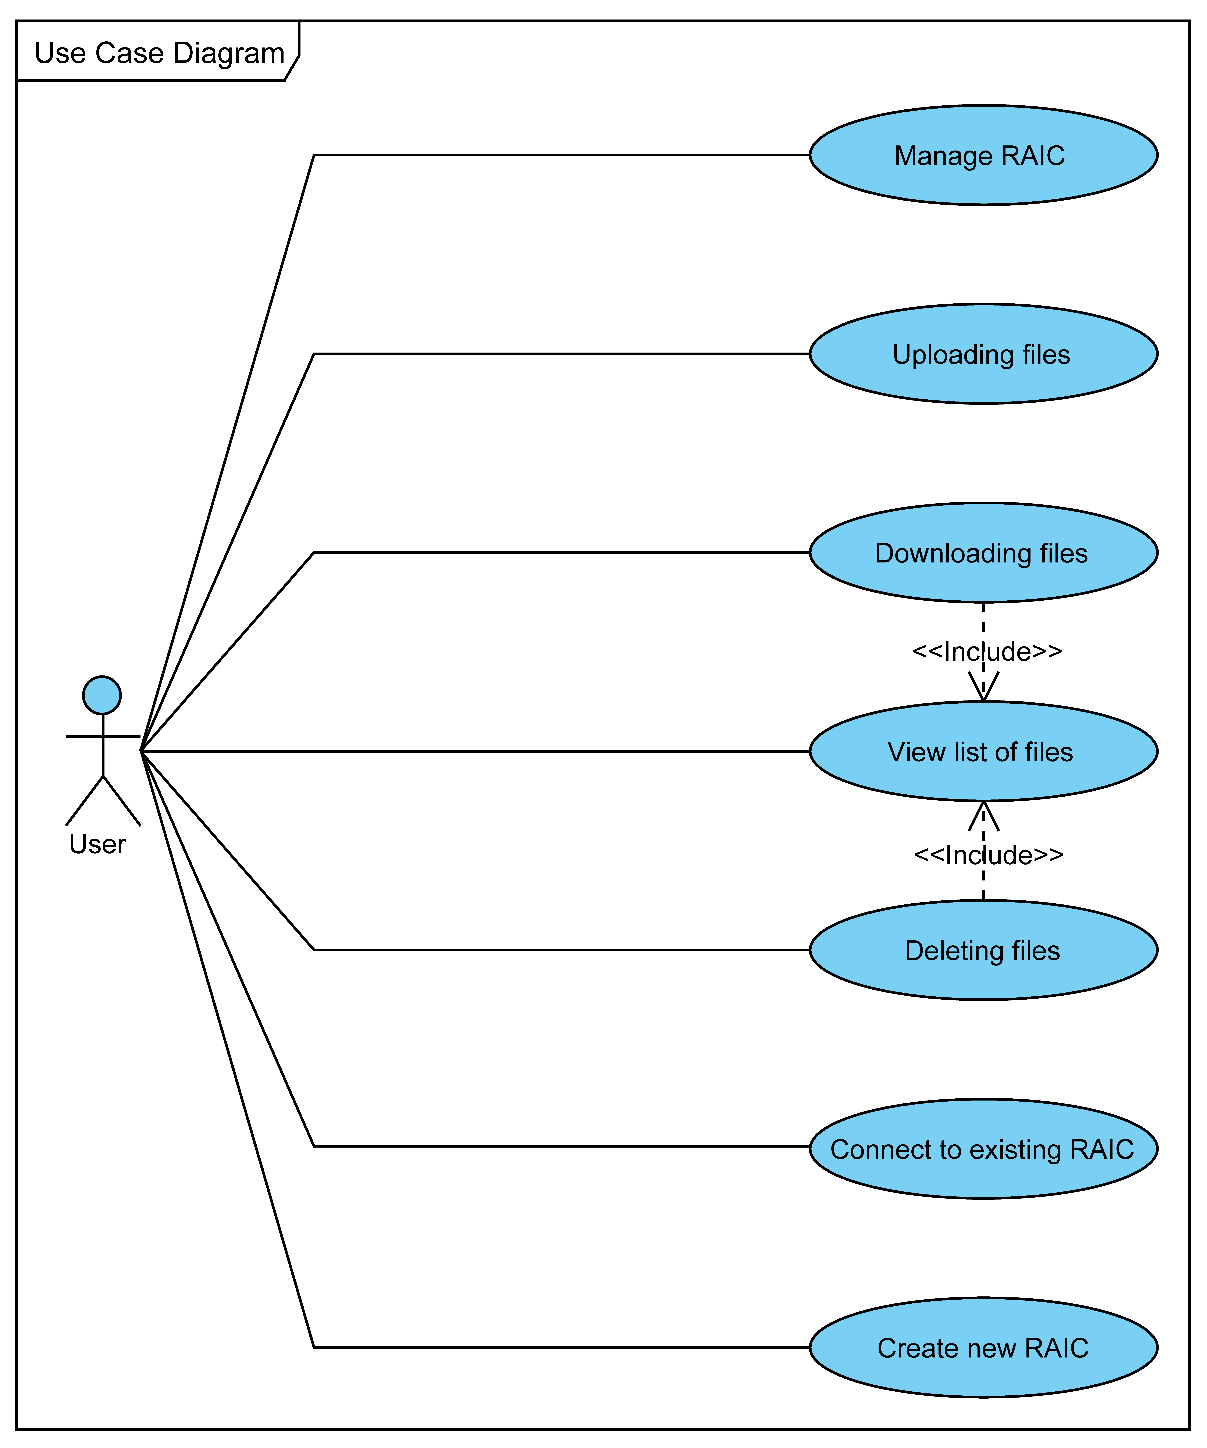 Use Case Diagram
Manage RAIC
Uploading files
Downloading files
<<Include>>
View list of files
User
<<Include>>
Deleting files
Connect to existing RAIC
Create new RAIC